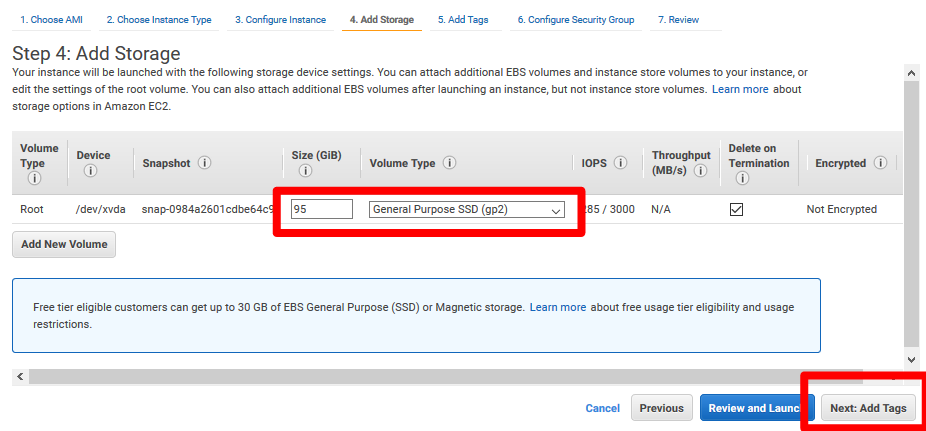 1. Choose AMI 2. Choose Instance Type 3. Configure Instance 4. Add Storage 5. Add Tags 6. Configure Security Group 7. Review
Step 4: Add Storage
Your instance will be launched with the following storage device settings. You can attach additional EBS volumes and instance store volumes to your instance, or
edit the settings of the root volume. You can also attach additional EBS volumes after launching an instance, but not instance store volumes. Learn more about
storage options in Amazon EC2.
Volume Type Device Snapshot Size (GiB) Volume Type IOPS Throughput (MB/s) Delete on Termination Encrypted
Root /dev/xvda snap-0984a2601cdbe64c9 95 General Purpose SSD (gp2) 285 / 3000 N/A Not Encrypted
Add New Volume
Free tier eligible customers can get up to 30 GB of EBS General Purpose (SSD) or Magnetic storage. Learn more about free usage tier eligibility and usage
restrictions.
Cancel Previous Review and Launch Next: Add Tags